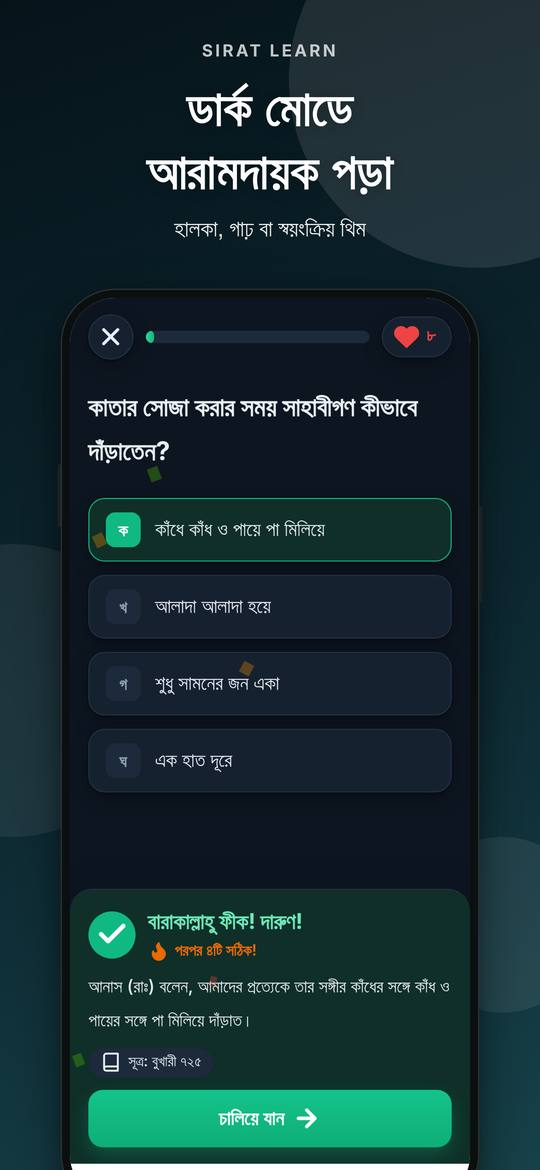 SIRAT LEARN
ডার্ক মোডে
আরামদায়ক পড়া
হালকা, গাঢ় বা স্বয়ংক্রিয় থিম
৮
কাতার সোজা করার সময় সাহাবীগণ কীভাবে
দাঁড়াতেন?
ক
কাঁধে কাঁধ ও পায়ে পা মিলিয়ে
খ
আলাদা আলাদা হয়ে
গ
শুধু সামনের জন একা
ঘ
এক হাত দূরে
বারাকাল্লাহু ফীক! দারুণ!
পরপর ৪টি সঠিক!
আনাস (রাঃ) বলেন, আমাদের প্রত্যেকে তার সঙ্গীর কাঁধের সঙ্গে কাঁধ ও
পায়ের সঙ্গে পা মিলিয়ে দাঁড়াত।
সূত্র: বুখারী ৭২৫
চালিয়ে যান